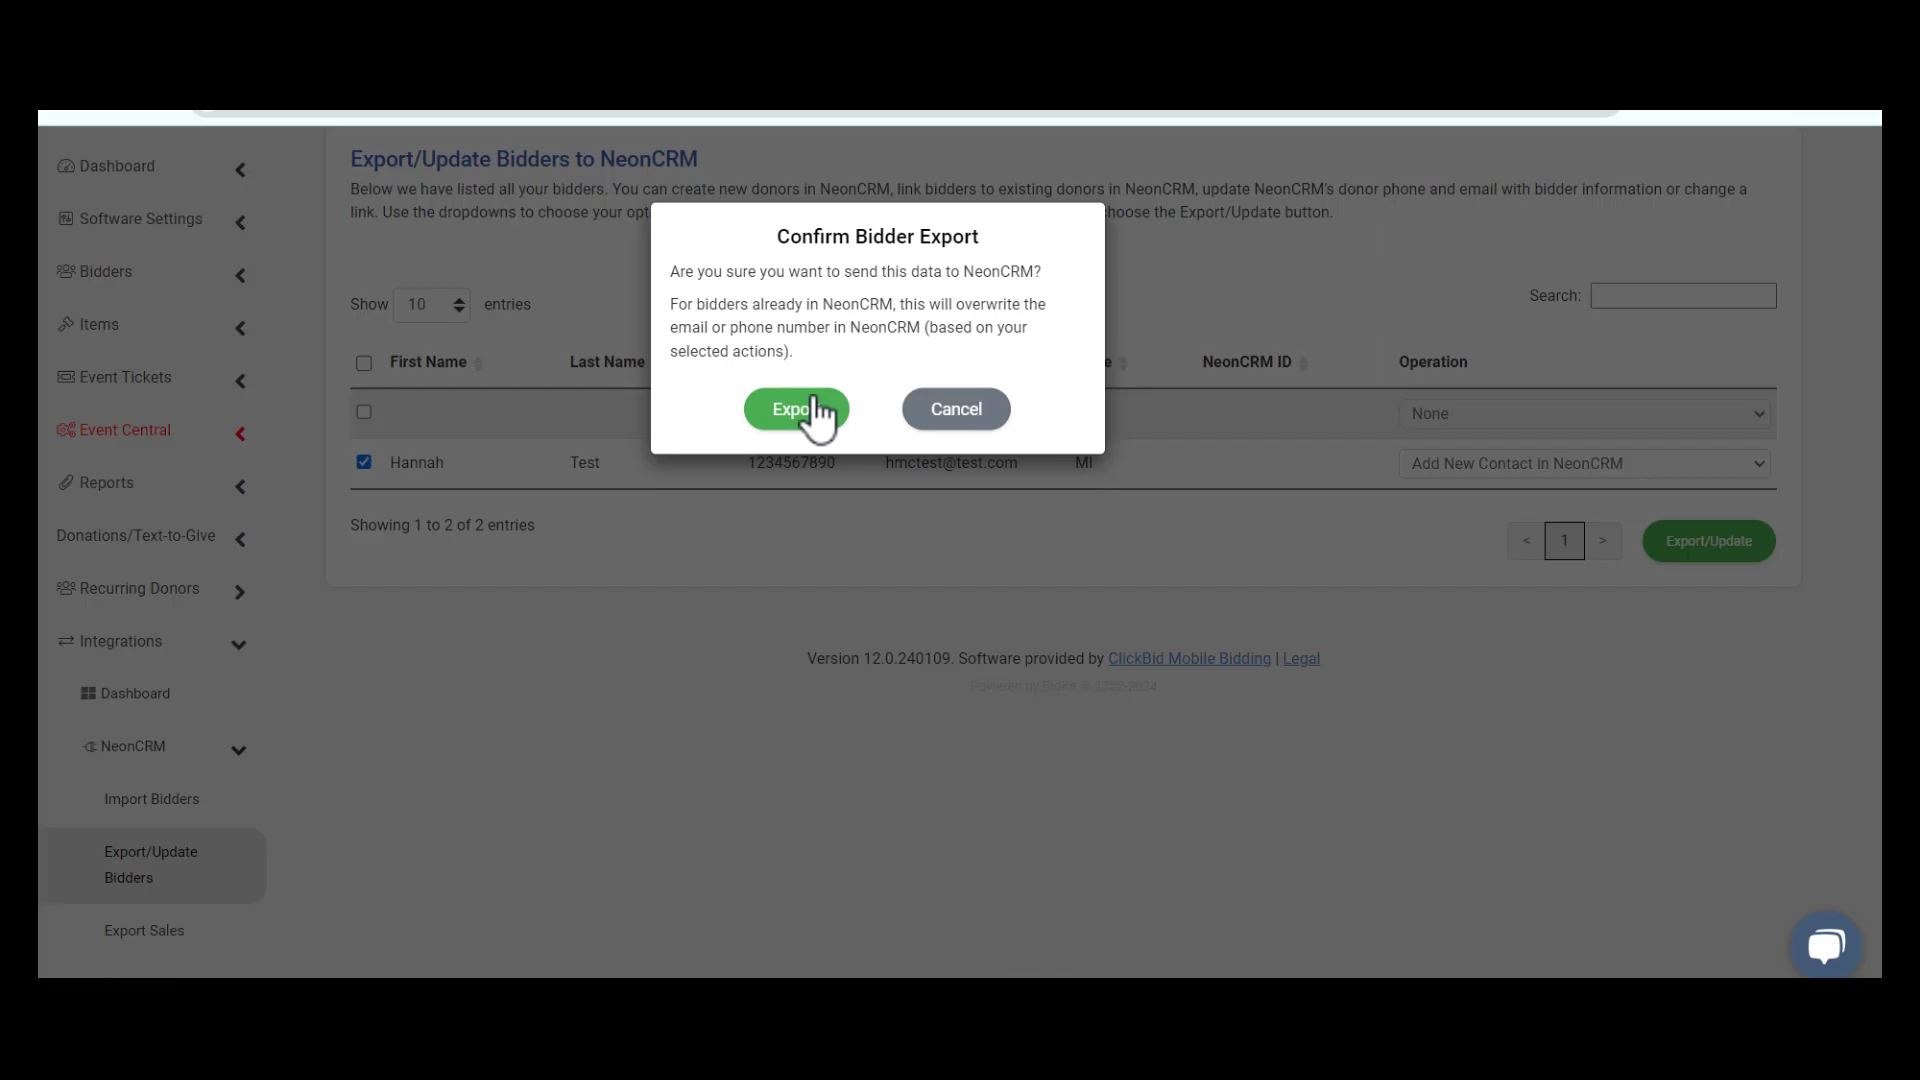 Dashboard
Software Settings
Bidders
Items
Event Tickets
Event Central
Reports
Donations/Text-to-Give
Recurring Donors
Integrations
Dashboard
NeonCRM
Import Bidders
Export/Update
Bidders
Export Sales
Export/Update Bidders to NeonCRM
Below we have listed all your bidders. You can create new donors in NeonCRM, link bidders to existing donors in NeonCRM, update NeonCRM's donor phone and email with bidder information or change a
link. Use the dropdowns to choose your opt hoose the Export/Update button.
Confirm Bidder Export
Are you sure you want to send this data to NeonCRM?
For bidders already in NeonCRM, this will overwrite the
email or phone number in NeonCRM (based on your
selected actions).
Expo
Cancel
Show 10 entries
Search:
First Name Last Name e NeonCRM ID Operation
None
Hannah Test 1234567890 hmctest@test.com MI Add New Contact in NeonCRM
Showing 1 to 2 of 2 entries
< 1 >
Export/Update
Version 12.0.240109. Software provided by ClickBid Mobile Bidding | Legal